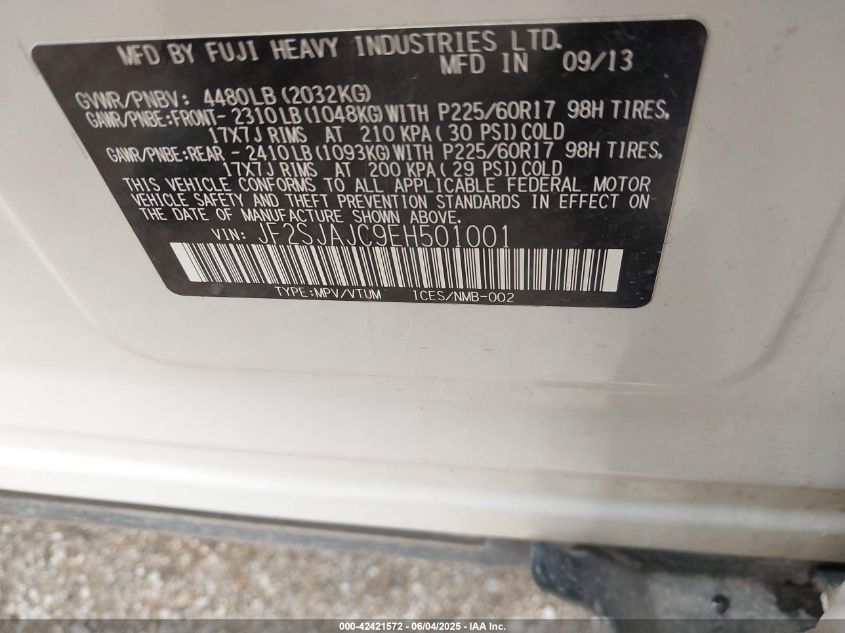 MFD BY FUJI HEAVY INDUSTRIES LTD.
MFD IN 09/13
GVWR/PNBV: 4480LB(2032KG)
GAWR/PNBE:FRONT-2310LB(1048KG)WITH P225/60R17 98H TIRES,
17X7J RIMS AT 210 KPA(30 PSI)COLD
GAWR/PNBE:REAR -2410LB(1093KG)WITH P225/60R17 98H TIRES,
17X7J RIMS AT 200 KPA(29 PSI)COLD
THIS VEHICLE CONFORMS TO ALL APPLICABLE FEDERAL MOTOR
VEHICLE SAFETY AND THEFT PREVENTION STANDARDS IN EFFECT ON
THE DATE OF MANUFACTURE SHOWN ABOVE.
VIN: JF2SJAJC9EH501001
TYPE:MPV/VTUM ICES/NMB-002
000-42421572 | 06/04/2025 - IAA Inc.